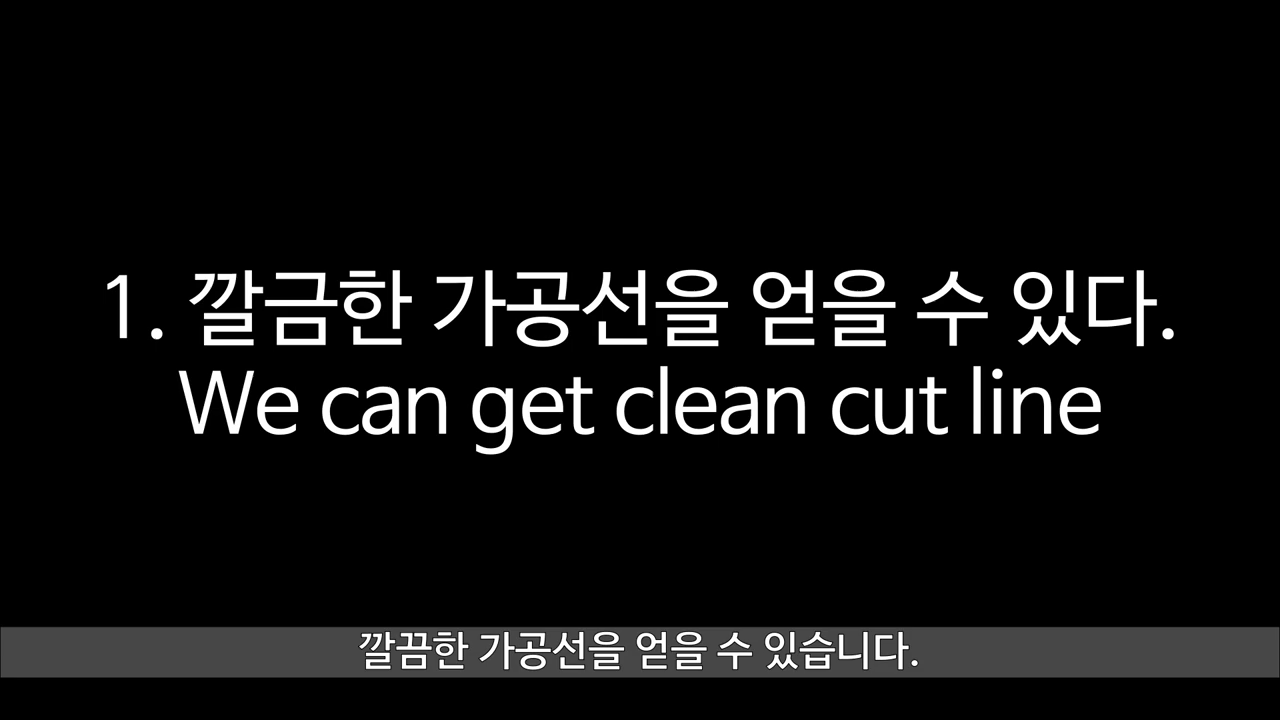 1. 깔금한 가공선을 얻을 수 있다.
We can get clean cut line
깔끔한 가공선을 얻을 수 있습니다.